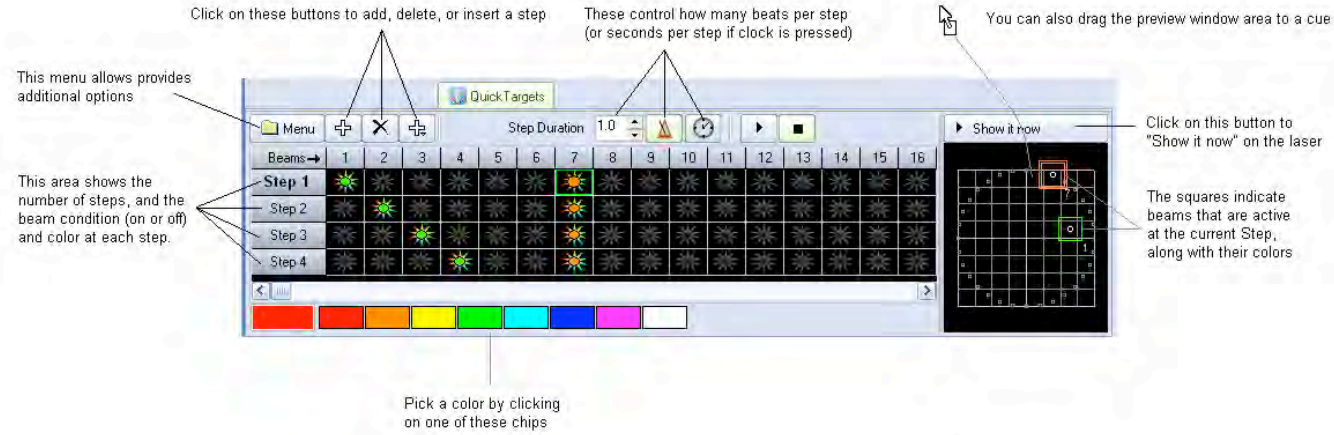 Click on these buttons to add, delete, or insert a step
These control how many beats per step
(or seconds per step if clock is pressed)
You can also drag the preview window area to a cue
This menu allows provides
additional options
QuickTargets
Menu
Step Duration 1.0
Show it now
Click on this button to
"Show it now" on the laser
Beams 1 2 3 4 5 6 7 8 9 10 11 12 13 14 15 16
Step 1
Step 2
Step 3
Step 4
This area shows the
number of steps, and the
beam condition (on or off)
and color at each step.
The squares indicate
beams that are active
at the current Step,
along with their colors
7
1
Pick a color by clicking
on one of these chips